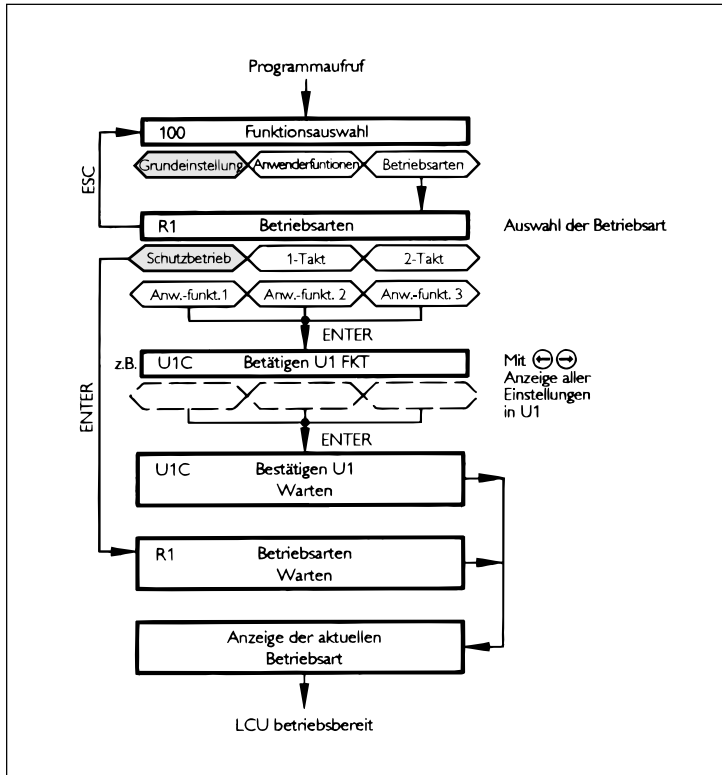 Programmaufruf
100 Funktionsauswahl
Grundeinstellung Anwenderfuntionen Betriebsarten
ESC
R1 Betriebsarten
Auswahl der Betriebsart
Schutzbetrieb 1-Takt 2-Takt
Anw.-funkt.1 Anw.-funkt. 2 Anw.-funkt. 3
ENTER
z.B. U1C Betätigen U1 FKT
Mit ← →
Anzeige aller
Einstellungen
in U1
ENTER
ENTER
U1C Bestätigen U1
Warten
R1 Betriebsarten
Warten
Anzeige der aktuellen
Betriebsart
LCU betriebsbereit